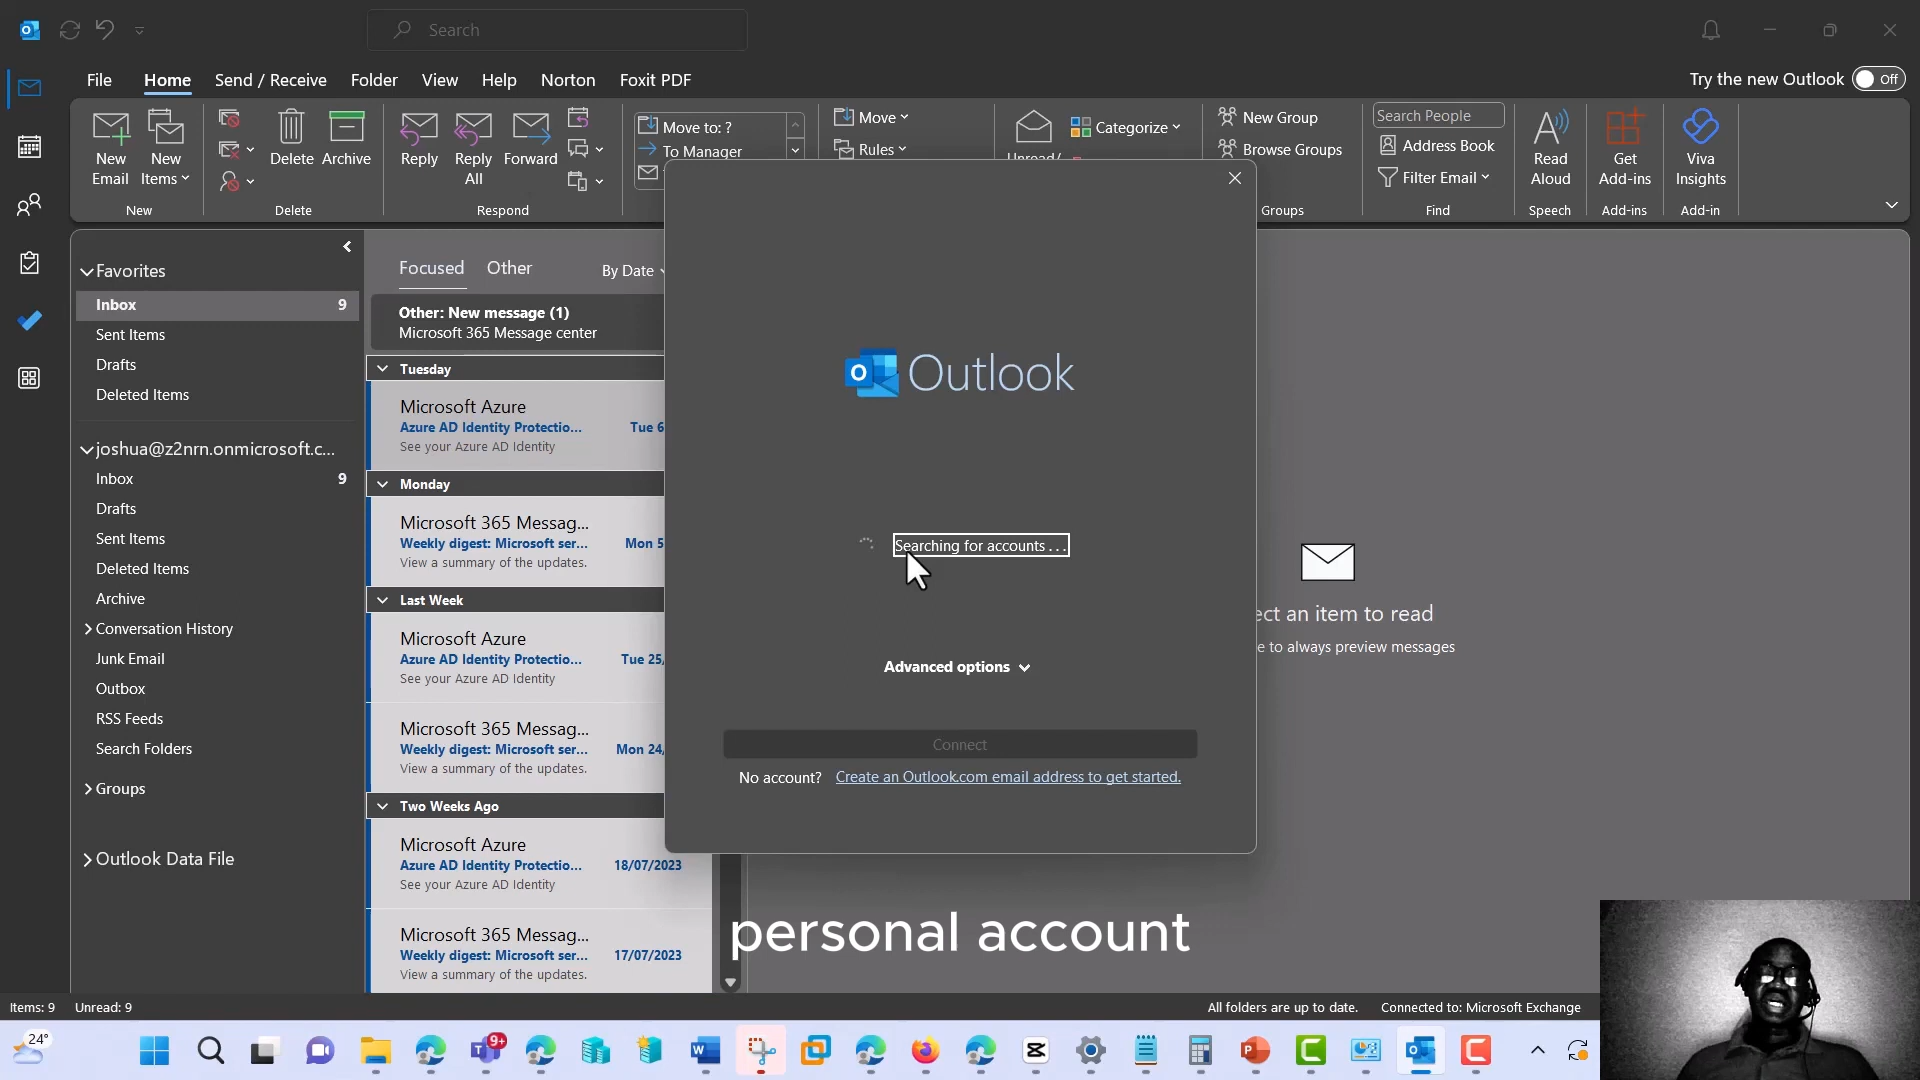 Search
File Home Send / Receive Folder View Help Norton Foxit PDF
Try the new Outlook Off
New Email
New Items
Delete
Archive
Reply
Reply All
Forward
Move to: ?
To Manager
Move
Rules
Unread/
Categorize
New Group
Browse Groups
Search People
Address Book
Filter Email
Read Aloud
Get Add-ins
Viva Insights
New
Delete
Respond
Groups
Find
Speech
Add-ins
Add-in
Favorites
Inbox 9
Sent Items
Drafts
Deleted Items
joshua@z2nrn.onmicrosoft.c...
Inbox 9
Drafts
Sent Items
Deleted Items
Archive
Conversation History
Junk Email
Outbox
RSS Feeds
Search Folders
Groups
Outlook Data File
Focused Other By Date
Other: New message (1)
Microsoft 365 Message center
Tuesday
Microsoft Azure
Azure AD Identity Protectio... Tue 6
See your Azure AD Identity
Monday
Microsoft 365 Messag...
Weekly digest: Microsoft ser... Mon 5
View a summary of the updates.
Last Week
Microsoft Azure
Azure AD Identity Protectio... Tue 25/
See your Azure AD Identity
Microsoft 365 Messag...
Weekly digest: Microsoft ser... Mon 24/
View a summary of the updates.
Two Weeks Ago
Microsoft Azure
Azure AD Identity Protectio... 18/07/2023
See your Azure AD Identity
Microsoft 365 Messag...
Weekly digest: Microsoft ser... 17/07/2023
View a summary of the updates.
Outlook
Searching for accounts . . .
Advanced options
Connect
No account? Create an Outlook.com email address to get started.
ect an item to read
e to always preview messages
personal account
Items: 9 Unread: 9
All folders are up to date. Connected to: Microsoft Exchange
24°
9+